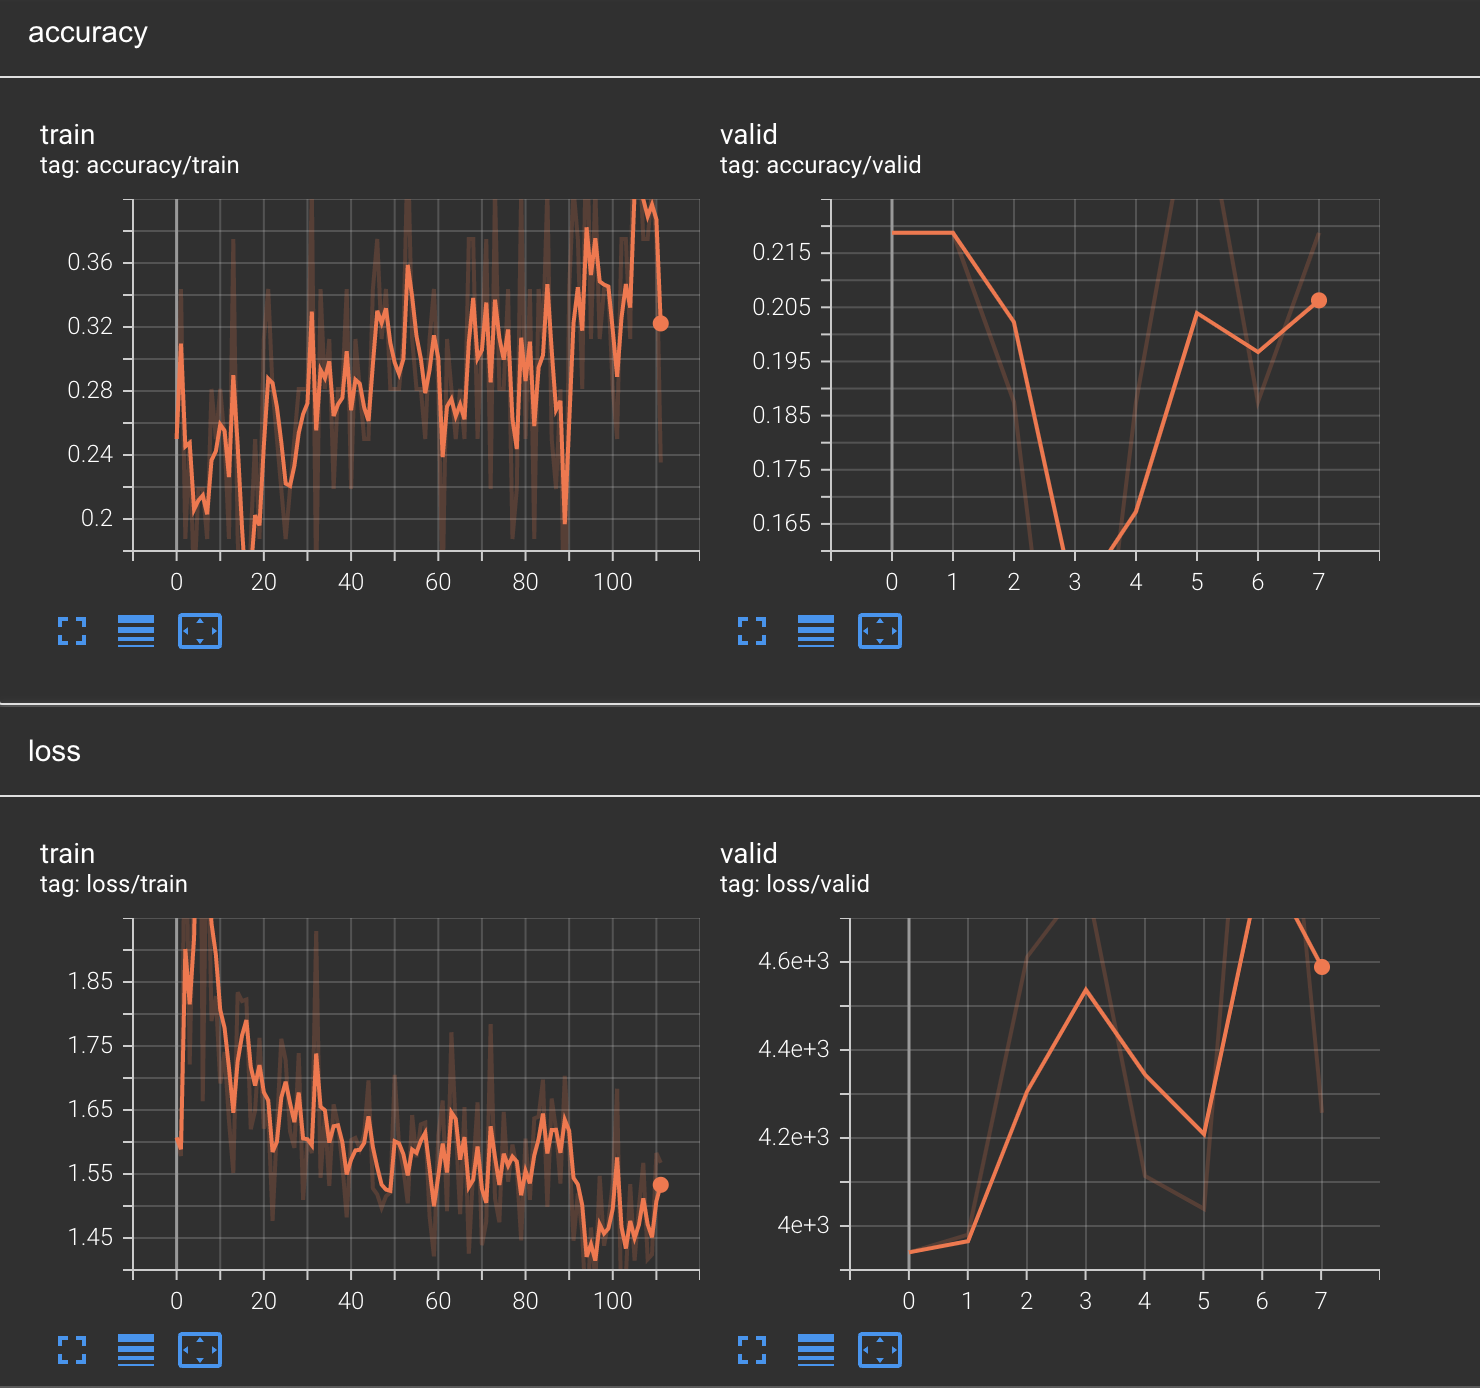 accuracy
train
tag: accuracy/train
0.36
0.32
0.28
0.24
0.2
0 20 40 60 80 100
valid
tag: accuracy/valid
0.215
0.205
0.195
0.185
0.175
0.165
0 1 2 3 4 5 6 7
loss
train
tag: loss/train
1.85
1.75
1.65
1.55
1.45
0 20 40 60 80 100
valid
tag: loss/valid
4.6e+3
4.4e+3
4.2e+3
4e+3
0 1 2 3 4 5 6 7